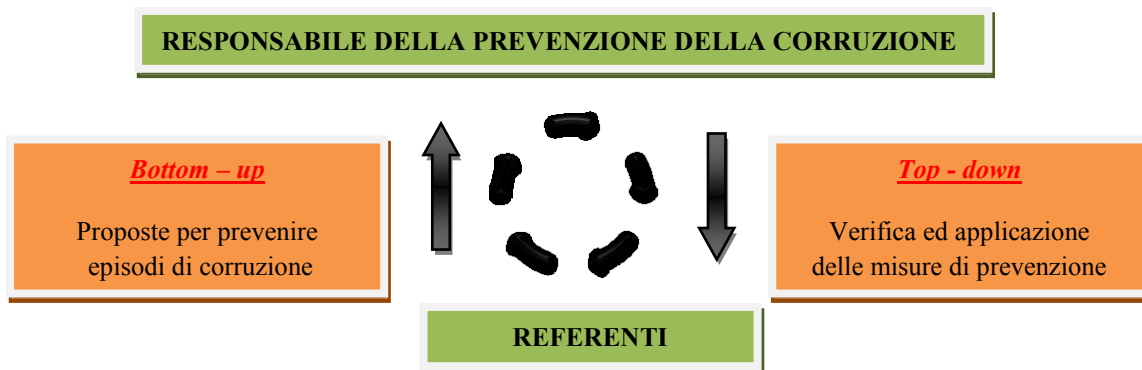 RESPONSABILE DELLA PREVENZIONE DELLA CORRUZIONE
Bottom – up
Proposte per prevenire
episodi di corruzione
Top - down
Verifica ed applicazione
delle misure di prevenzione
REFERENTI